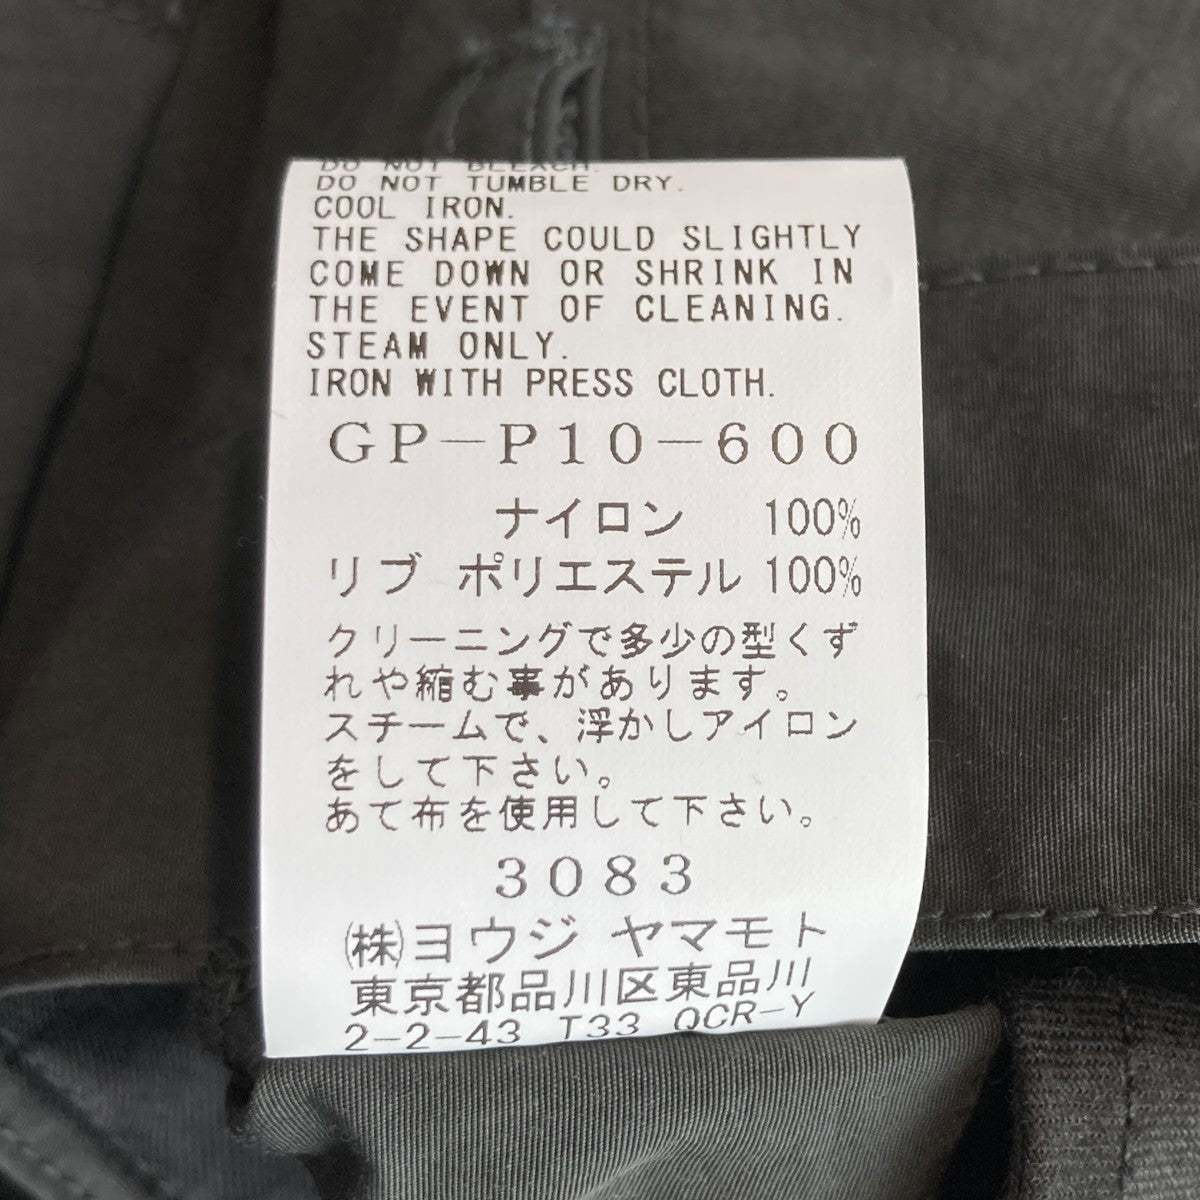 DO NOT BLEACH.
DO NOT TUMBLE DRY.
COOL IRON.
THE SHAPE COULD SLIGHTLY
COME DOWN OR SHRINK IN
THE EVENT OF CLEANING.
STEAM ONLY.
IRON WITH PRESS CLOTH.
GP-P10-600
ナイロン 100%
リブ ポリエステル 100%
クリーニングで多少の型くず
れや縮む事があります。
スチームで、浮かしアイロン
をして下さい。
あて布を使用して下さい。
3083
(株)ヨウジ ヤマモト
東京都品川区東品川
2-2-43 T33 QCR-Y